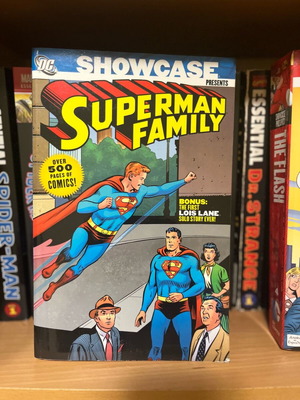 DC
SHOWCASE
PRESENTS
SUPERMAN
FAMILY
OVER
500
PAGES OF
COMICS!
BONUS:
THE FIRST
LOIS LANE
SOLO STORY EVER!
SPIDER-MAN
1
ESSENTIAL DR. STRANGE
THE FLASH